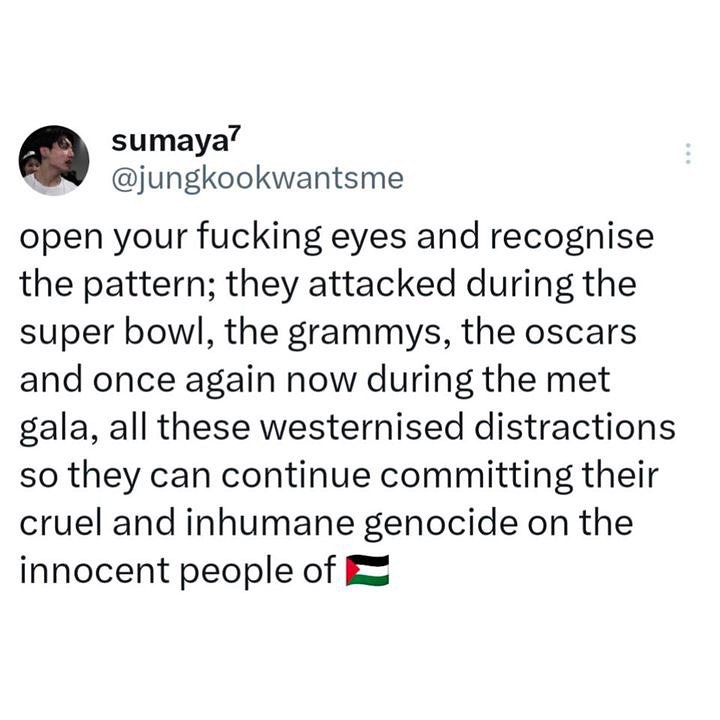 sumaya⁷
@jungkookwantsme
open your fucking eyes and recognise
the pattern; they attacked during the
super bowl, the grammys, the oscars
and once again now during the met
gala, all these westernised distractions
so they can continue committing their
cruel and inhumane genocide on the
innocent people of 🇵🇸